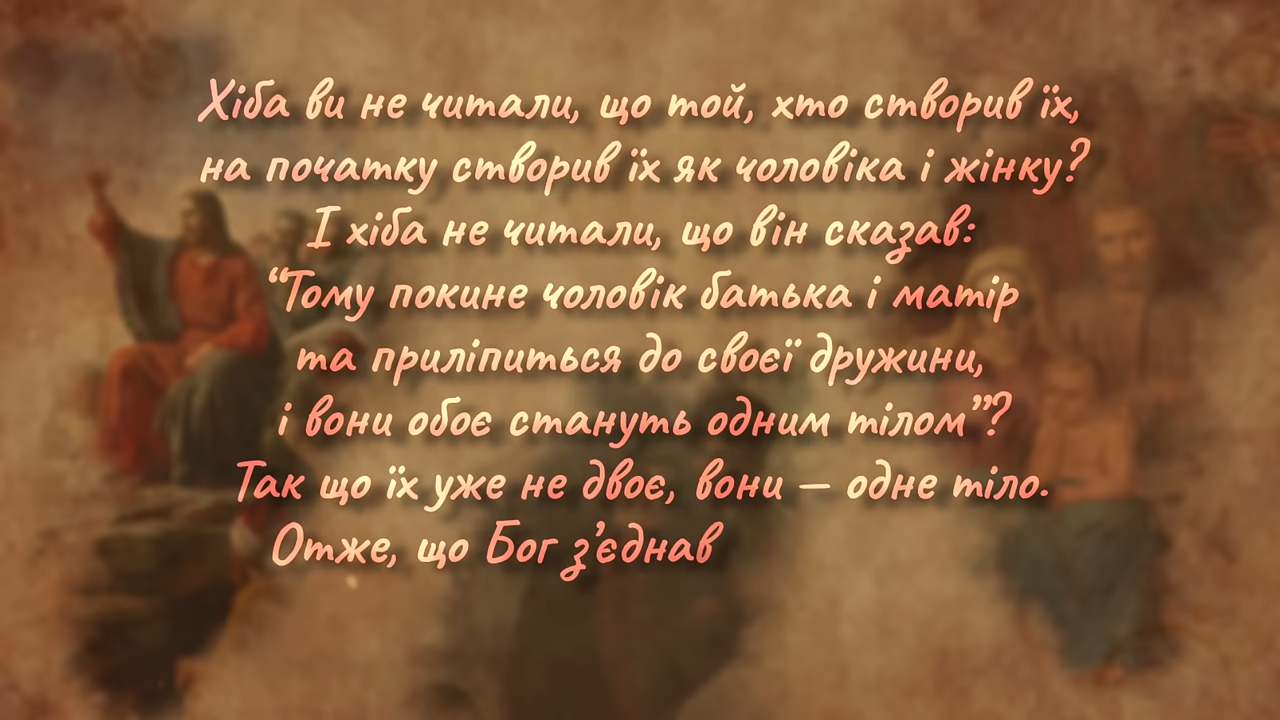 Хіба ви не читали, що той, хто створив їх,
на початку створив їх як чоловіка і жінку?
І хіба не читали, що він сказав:
“Тому покине чоловік батька і матір
та приліпиться до своєї дружини,
і вони обоє стануть одним тілом”?
Так що їх уже не двоє, вони — одне тіло.
Отже, що Бог з’єднав